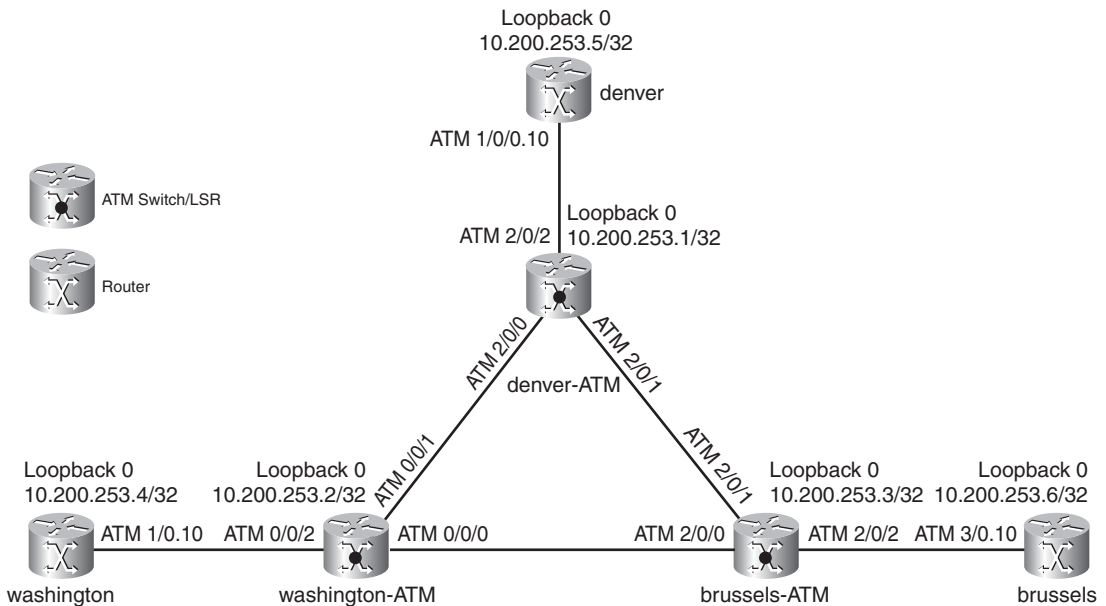 Loopback 0
10.200.253.5/32
denver
ATM 1/0/0.10
ATM Switch/LSR
Router
Loopback 0
ATM 2/0/2
10.200.253.1/32
ATM 2/0/0
ATM 2/0/1
denver-ATM
ATM 0/0/1
ATM 2/0/1
Loopback 0
10.200.253.4/32
Loopback 0
10.200.253.2/32
Loopback 0
10.200.253.3/32
Loopback 0
10.200.253.6/32
ATM 1/0.10
ATM 0/0/2
ATM 0/0/0
ATM 2/0/0
ATM 2/0/2
ATM 3/0.10
washington
washington-ATM
brussels-ATM
brussels